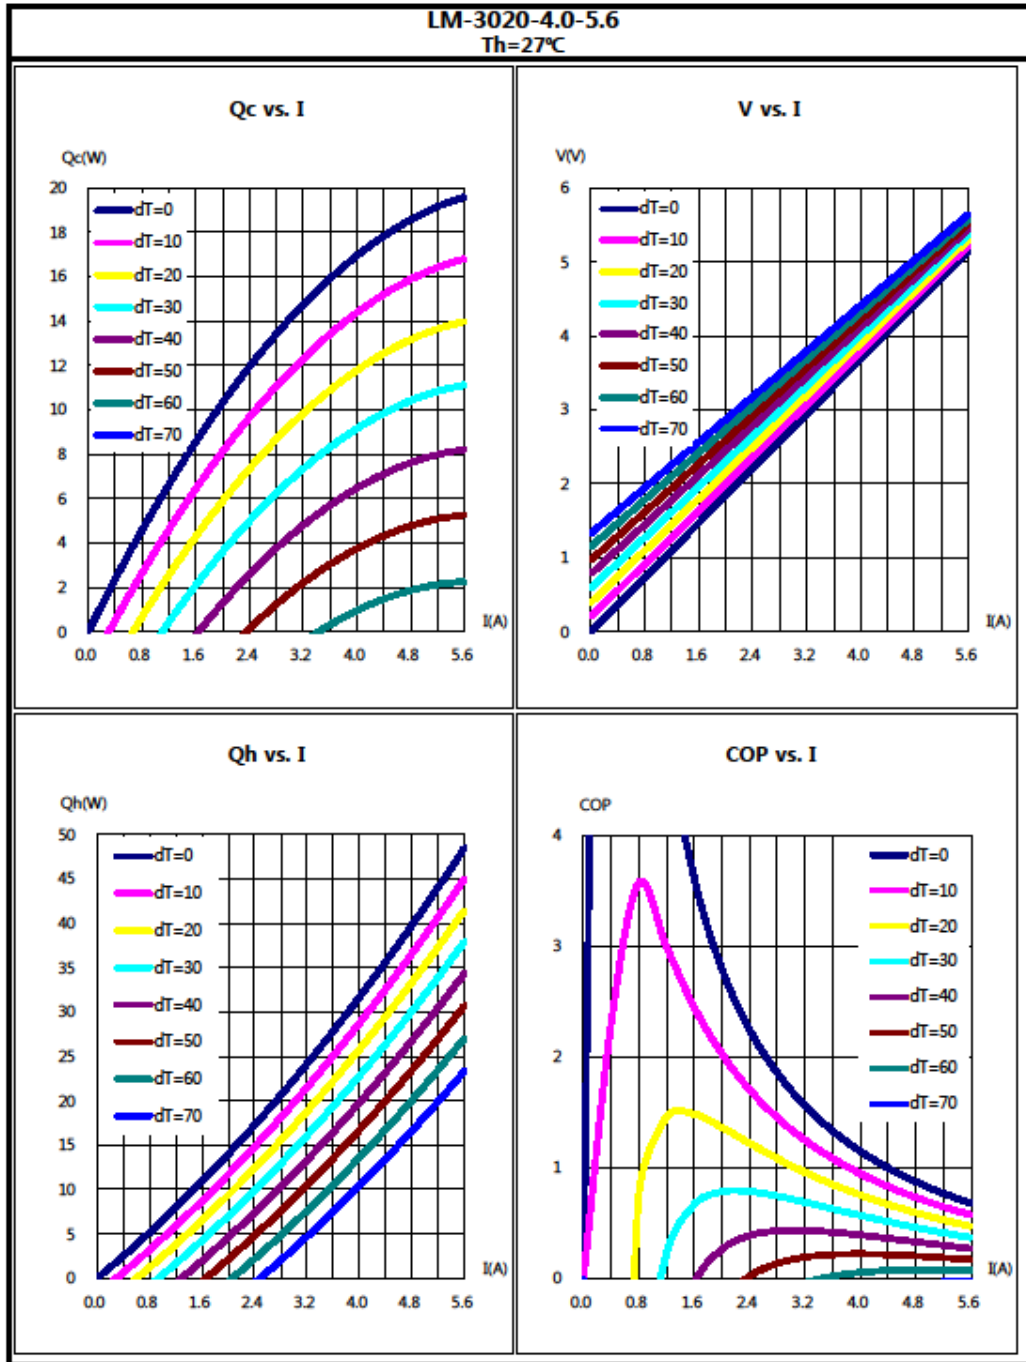 LM-3020-4.0-5.6
Th=27℃
Qc vs. I
Qc(W)
20
18
16
14
12
10
8
6
4
2
0
dT=0
dT=10
dT=20
dT=30
dT=40
dT=50
dT=60
dT=70
I(A)
0.0 0.8 1.6 2.4 3.2 4.0 4.8 5.6
V vs. I
V(V)
6
5
4
3
2
1
0
dT=0
dT=10
dT=20
dT=30
dT=40
dT=50
dT=60
dT=70
I(A)
0.0 0.8 1.6 2.4 3.2 4.0 4.8 5.6
Qh vs. I
Qh(W)
50
45
40
35
30
25
20
15
10
5
0
dT=0
dT=10
dT=20
dT=30
dT=40
dT=50
dT=60
dT=70
I(A)
0.0 0.8 1.6 2.4 3.2 4.0 4.8 5.6
COP vs. I
COP
4
3
2
1
0
dT=0
dT=10
dT=20
dT=30
dT=40
dT=50
dT=60
dT=70
I(A)
0.0 0.8 1.6 2.4 3.2 4.0 4.8 5.6